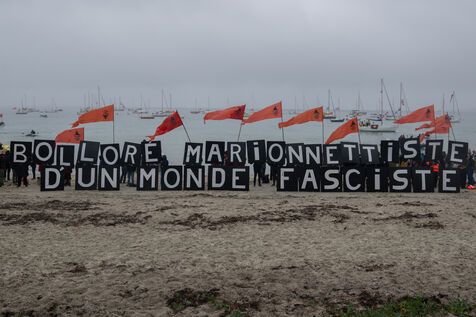 BOLLORÉ MARIONNETTISTE
D'UN MONDE FASCISTE